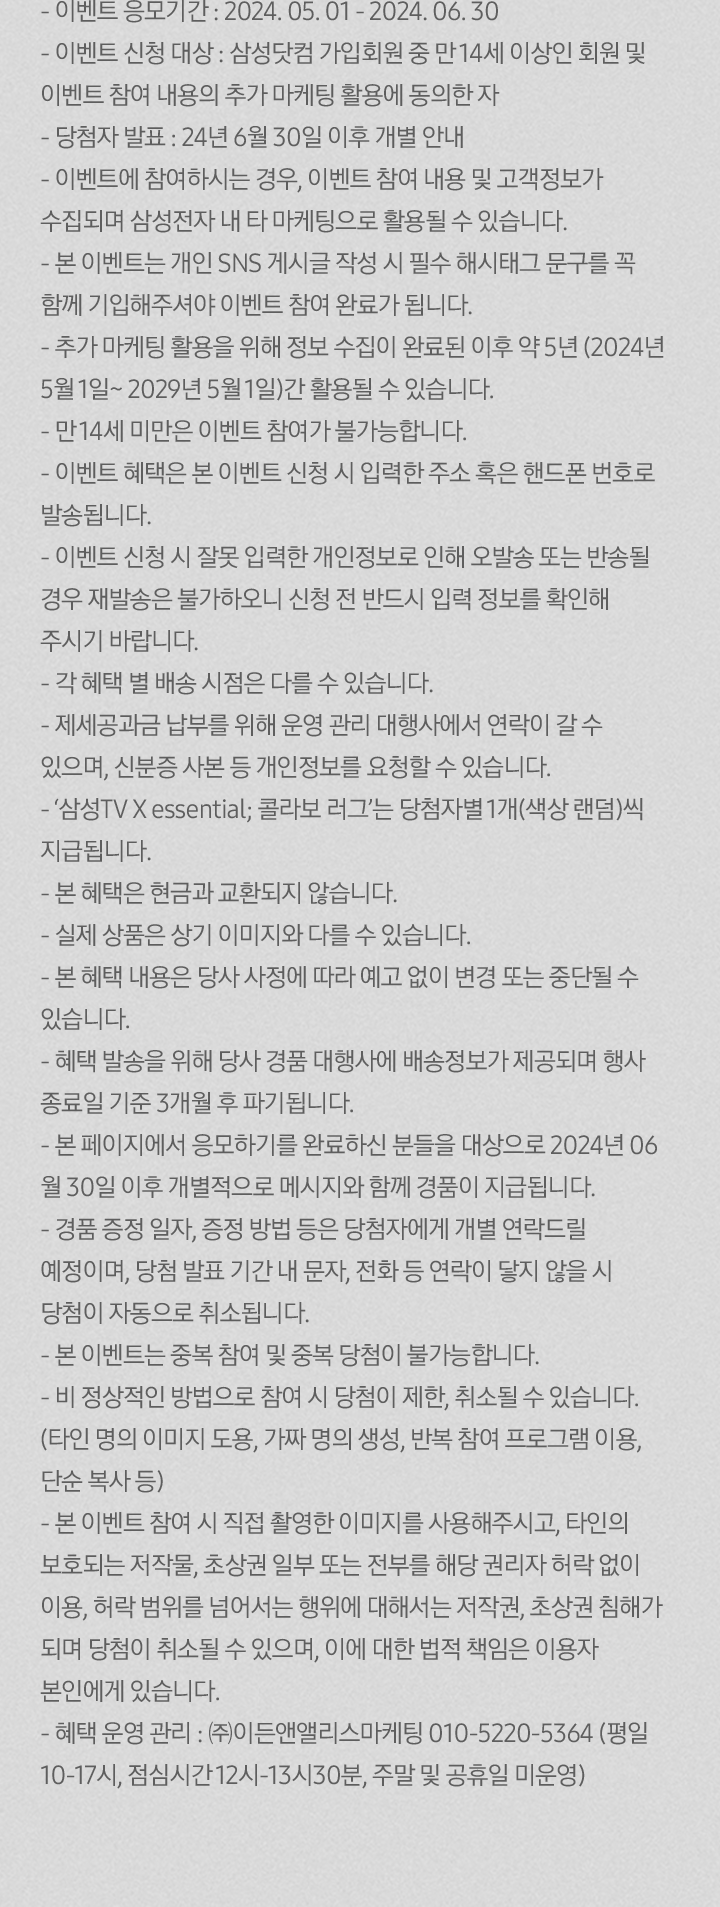 - 이벤트 응모기간 : 2024. 05. 01 - 2024. 06. 30
- 이벤트 신청 대상 : 삼성닷컴 가입회원 중 만 14세 이상인 회원 및
이벤트 참여 내용의 추가 마케팅 활용에 동의한 자
- 당첨자 발표 : 24년 6월 30일 이후 개별 안내
- 이벤트에 참여하시는 경우, 이벤트 참여 내용 및 고객정보가
수집되며 삼성전자 내 타 마케팅으로 활용될 수 있습니다.
- 본 이벤트는 개인 SNS 게시글 작성 시 필수 해시태그 문구를 꼭
함께 기입해주셔야 이벤트 참여 완료가 됩니다.
- 추가 마케팅 활용을 위해 정보 수집이 완료된 이후 약 5년 (2024년
5월 1일~ 2029년 5월 1일)간 활용될 수 있습니다.
- 만 14세 미만은 이벤트 참여가 불가능합니다.
- 이벤트 혜택은 본 이벤트 신청 시 입력한 주소 혹은 핸드폰 번호로
발송됩니다.
- 이벤트 신청 시 잘못 입력한 개인정보로 인해 오발송 또는 반송될
경우 재발송은 불가하오니 신청 전 반드시 입력 정보를 확인해
주시기 바랍니다.
- 각 혜택 별 배송 시점은 다를 수 있습니다.
- 제세공과금 납부를 위해 운영 관리 대행사에서 연락이 갈 수
있으며, 신분증 사본 등 개인정보를 요청할 수 있습니다.
- ‘삼성TV X essential; 콜라보 러그’는 당첨자별 1개(색상 랜덤)씩
지급됩니다.
- 본 혜택은 현금과 교환되지 않습니다.
- 실제 상품은 상기 이미지와 다를 수 있습니다.
- 본 혜택 내용은 당사 사정에 따라 예고 없이 변경 또는 중단될 수
있습니다.
- 혜택 발송을 위해 당사 경품 대행사에 배송정보가 제공되며 행사
종료일 기준 3개월 후 파기됩니다.
- 본 페이지에서 응모하기를 완료하신 분들을 대상으로 2024년 06
월 30일 이후 개별적으로 메시지와 함께 경품이 지급됩니다.
- 경품 증정 일자, 증정 방법 등은 당첨자에게 개별 연락드릴
예정이며, 당첨 발표 기간 내 문자, 전화 등 연락이 닿지 않을 시
당첨이 자동으로 취소됩니다.
- 본 이벤트는 중복 참여 및 중복 당첨이 불가능합니다.
- 비 정상적인 방법으로 참여 시 당첨이 제한, 취소될 수 있습니다.
(타인 명의 이미지 도용, 가짜 명의 생성, 반복 참여 프로그램 이용,
단순 복사 등)
- 본 이벤트 참여 시 직접 촬영한 이미지를 사용해주시고, 타인의
보호되는 저작물, 초상권 일부 또는 전부를 해당 권리자 허락 없이
이용, 허락 범위를 넘어서는 행위에 대해서는 저작권, 초상권 침해가
되며 당첨이 취소될 수 있으며, 이에 대한 법적 책임은 이용자
본인에게 있습니다.
- 혜택 운영 관리 : ㈜이든앤앨리스마케팅 010-5220-5364 (평일
10-17시, 점심시간 12시-13시30분, 주말 및 공휴일 미운영)